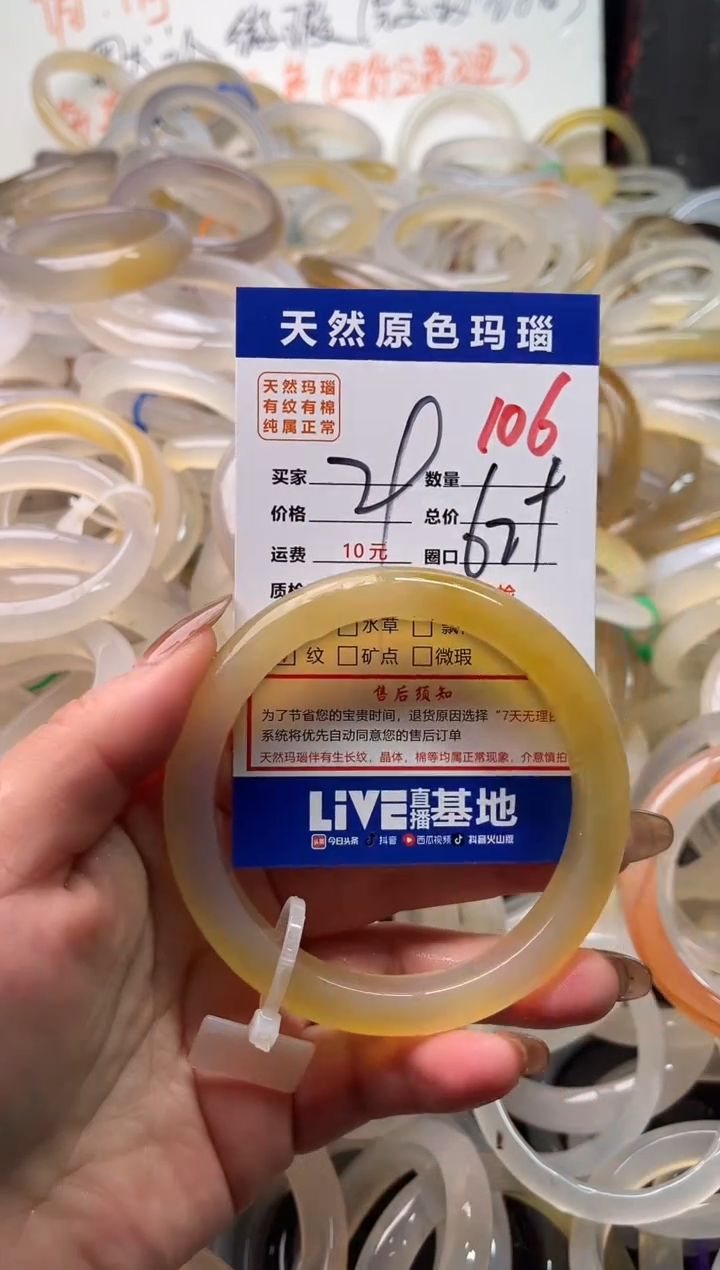 天然原色玛瑙
天然玛瑙
有纹有棉
纯属正常
106
买家 数量
价格 总价
运费 10元 圈口 62+
质检
水草
纹 矿点 微瑕
售后须知
为了节省您的宝贵时间，退货原因选择“7天无理由
系统将优先自动同意您的售后订单
天然玛瑙伴有生长纹，晶体，棉等均属正常现象，介意慎拍
LiVE直播基地
头条 今日头条 抖音 西瓜视频 抖音火山版